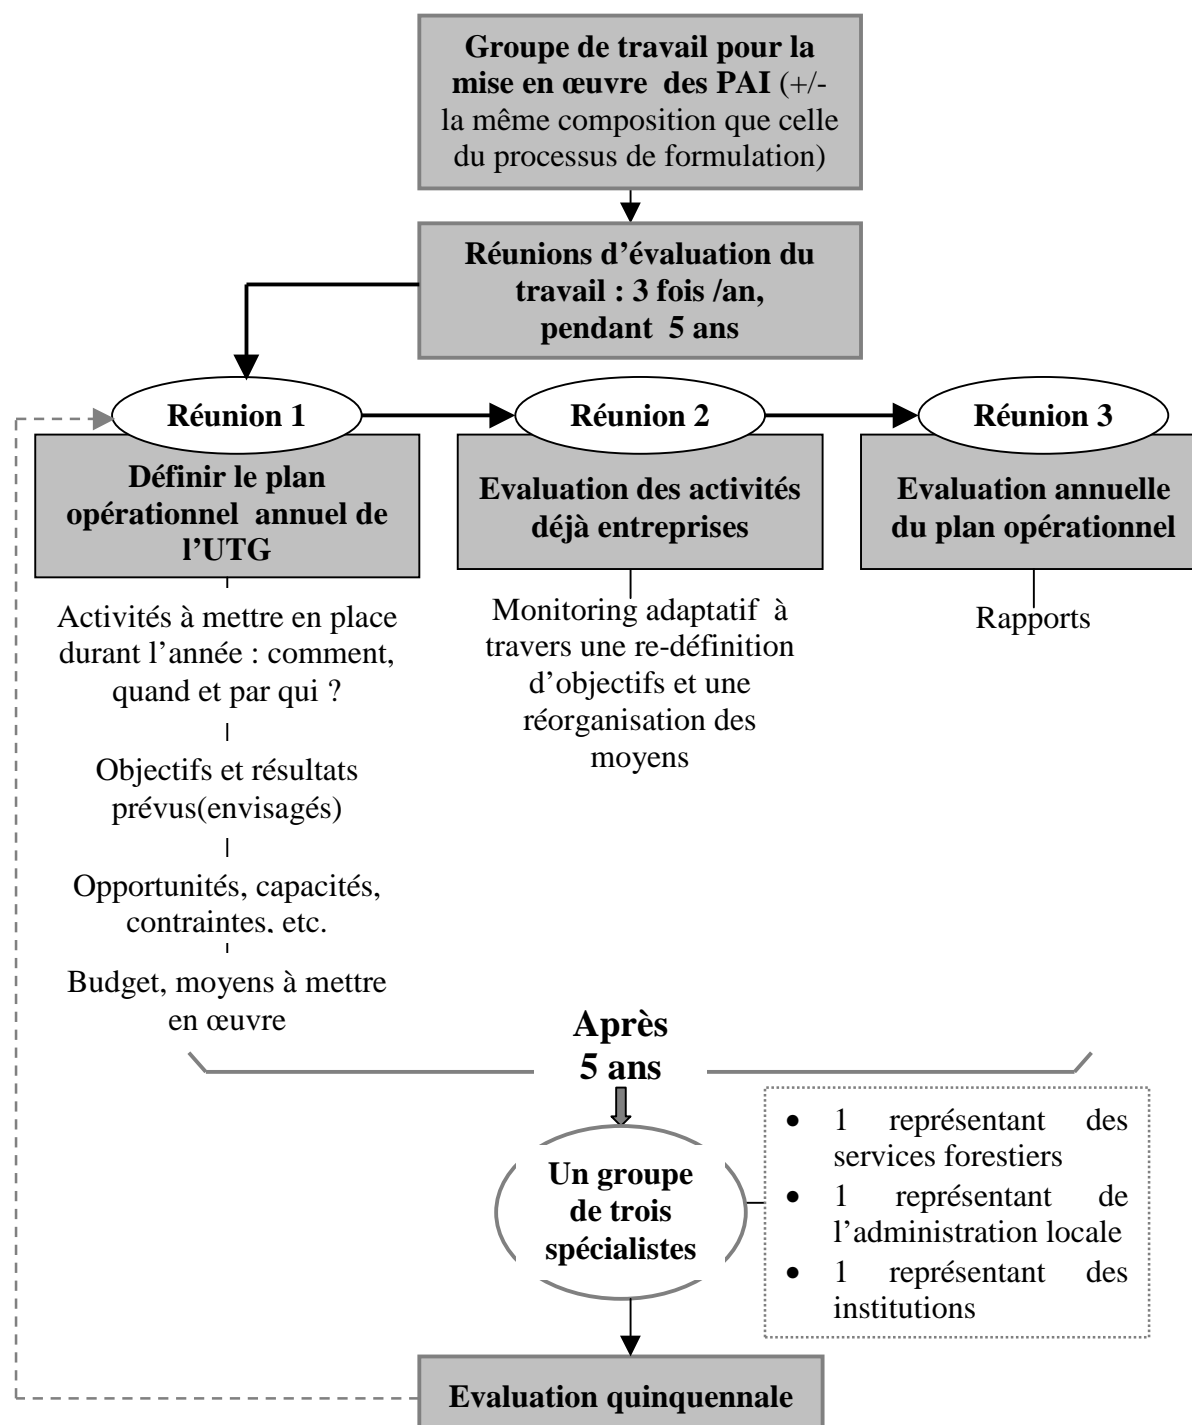 Groupe de travail pour la
mise en œuvre des PAI (+/-
la même composition que celle
du processus de formulation)
Réunions d’évaluation du
travail : 3 fois /an,
pendant 5 ans
Réunion 1
Réunion 2
Réunion 3
Définir le plan
opérationnel annuel de
l’UTG
Evaluation des activités
déjà entreprises
Evaluation annuelle
du plan opérationnel
Activités à mettre en place
durant l’année : comment,
quand et par qui ?
Objectifs et résultats
prévus(envisagés)
Opportunités, capacités,
contraintes, etc.
Budget, moyens à mettre
en œuvre
Monitoring adaptatif à
travers une re-définition
d’objectifs et une
réorganisation des
moyens
Rapports
Après
5 ans
Un groupe
de trois
spécialistes
• 1 représentant des
services forestiers
• 1 représentant de
l’administration locale
• 1 représentant des
institutions
Evaluation quinquennale